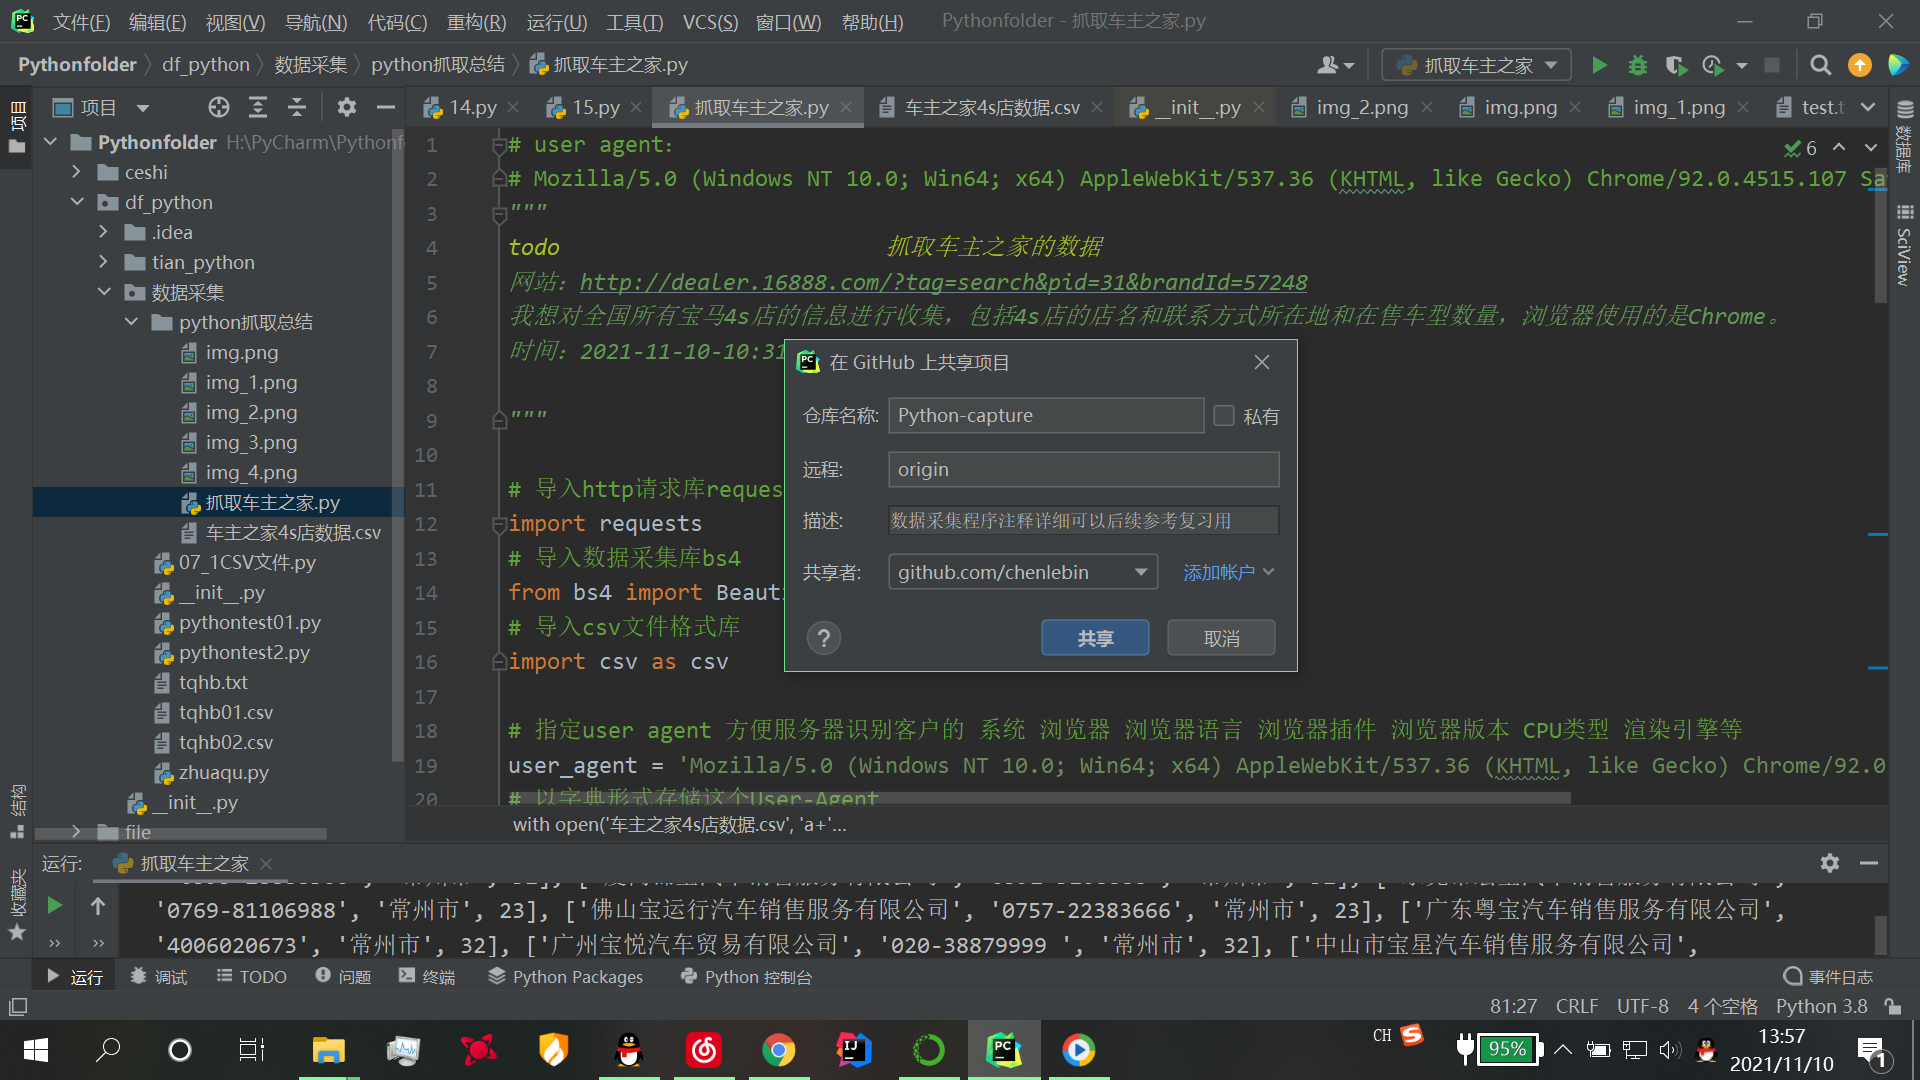 文件(F) 编辑(E) 视图(V) 导航(N) 代码(C) 重构(R) 运行(U) 工具(T) VCS(S) 窗口(W) 帮助(H) Pythonfolder - 抓取车主之家.py
Pythonfolder df_python 数据采集 python抓取总结 抓取车主之家.py 抓取车主之家
项目 14.py 15.py 抓取车主之家.py 车主之家4s店数据.csv __init__.py img_2.png img.png img_1.png test.t
项目
Pythonfolder H:\PyCharm\Pythonf
ceshi
df_python
.idea
tian_python
数据采集
python抓取总结
img.png
img_1.png
img_2.png
img_3.png
img_4.png
抓取车主之家.py
车主之家4s店数据.csv
07_1CSV文件.py
__init__.py
pythontest01.py
pythontest2.py
tqhb.txt
tqhb01.csv
tqhb02.csv
zhuaqu.py
__init__.py
file
结构
收藏夹
数据库
SciView
6
1 # user agent:
2 # Mozilla/5.0 (Windows NT 10.0; Win64; x64) AppleWebKit/537.36 (KHTML, like Gecko) Chrome/92.0.4515.107 Sa
3 """
4 todo 抓取车主之家的数据
5 网站: http://dealer.16888.com/?tag=search&pid=31&brandId=57248
6 我想对全国所有宝马4s店的信息进行收集，包括4s店的店名和联系方式所在地和在售车型数量，浏览器使用的是Chrome。
7 时间: 2021-11-10-10:31
8
9 """
10
11 # 导入http请求库reques
12 import requests
13 # 导入数据采集库bs4
14 from bs4 import Beaut
15 # 导入csv文件格式库
16 import csv as csv
17
18 # 指定user agent 方便服务器识别客户的 系统 浏览器 浏览器语言 浏览器插件 浏览器版本 CPU类型 渲染引擎等
19 user_agent = 'Mozilla/5.0 (Windows NT 10.0; Win64; x64) AppleWebKit/537.36 (KHTML, like Gecko) Chrome/92.0
20 # 以字典形式存储这个User-Agent
with open('车主之家4s店数据.csv', 'a+'...
在 GitHub 上共享项目
仓库名称: Python-capture 私有
远程: origin
描述: 数据采集程序注释详细可以后续参考复习用
共享者: github.com/chenlebin 添加帐户
? 共享 取消
运行: 抓取车主之家
'0769-81106988', '常州市', 23], ['佛山宝运行汽车销售服务有限公司', '0757-22383666', '常州市', 23], ['广东粤宝汽车销售服务有限公司',
'4006020673', '常州市', 32], ['广州宝悦汽车贸易有限公司', '020-38879999 ', '常州市', 32], ['中山市宝星汽车销售服务有限公司',
运行 调试 TODO 问题 终端 Python Packages Python 控制台 事件日志
81:27 CRLF UTF-8 4 个空格 Python 3.8
CH 95% 13:57
2021/11/10 1